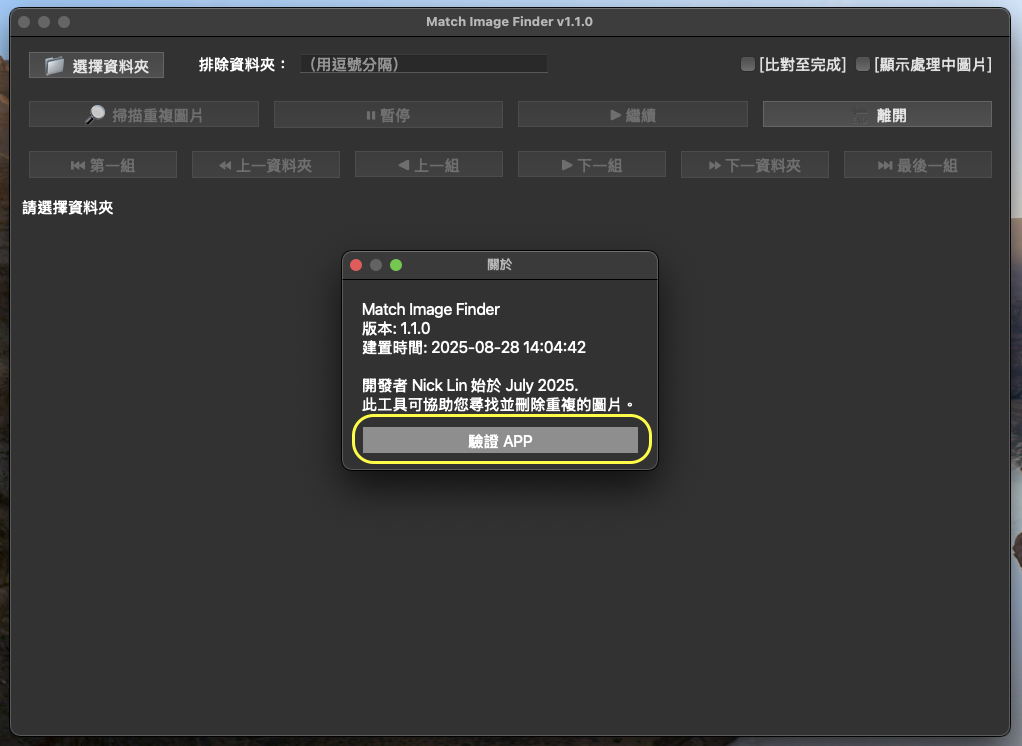 Match Image Finder v1.1.0
選擇資料夾 排除資料夾： （用逗號分隔） [比對至完成] [顯示處理中圖片]
掃描重複圖片 暫停 繼續 離開
第一組 上一資料夾 上一組 下一組 下一資料夾 最後一組
請選擇資料夾
關於
Match Image Finder
版本: 1.1.0
建置時間: 2025-08-28 14:04:42
開發者 Nick Lin 始於 July 2025.
此工具可協助您尋找並刪除重複的圖片。
驗證 APP